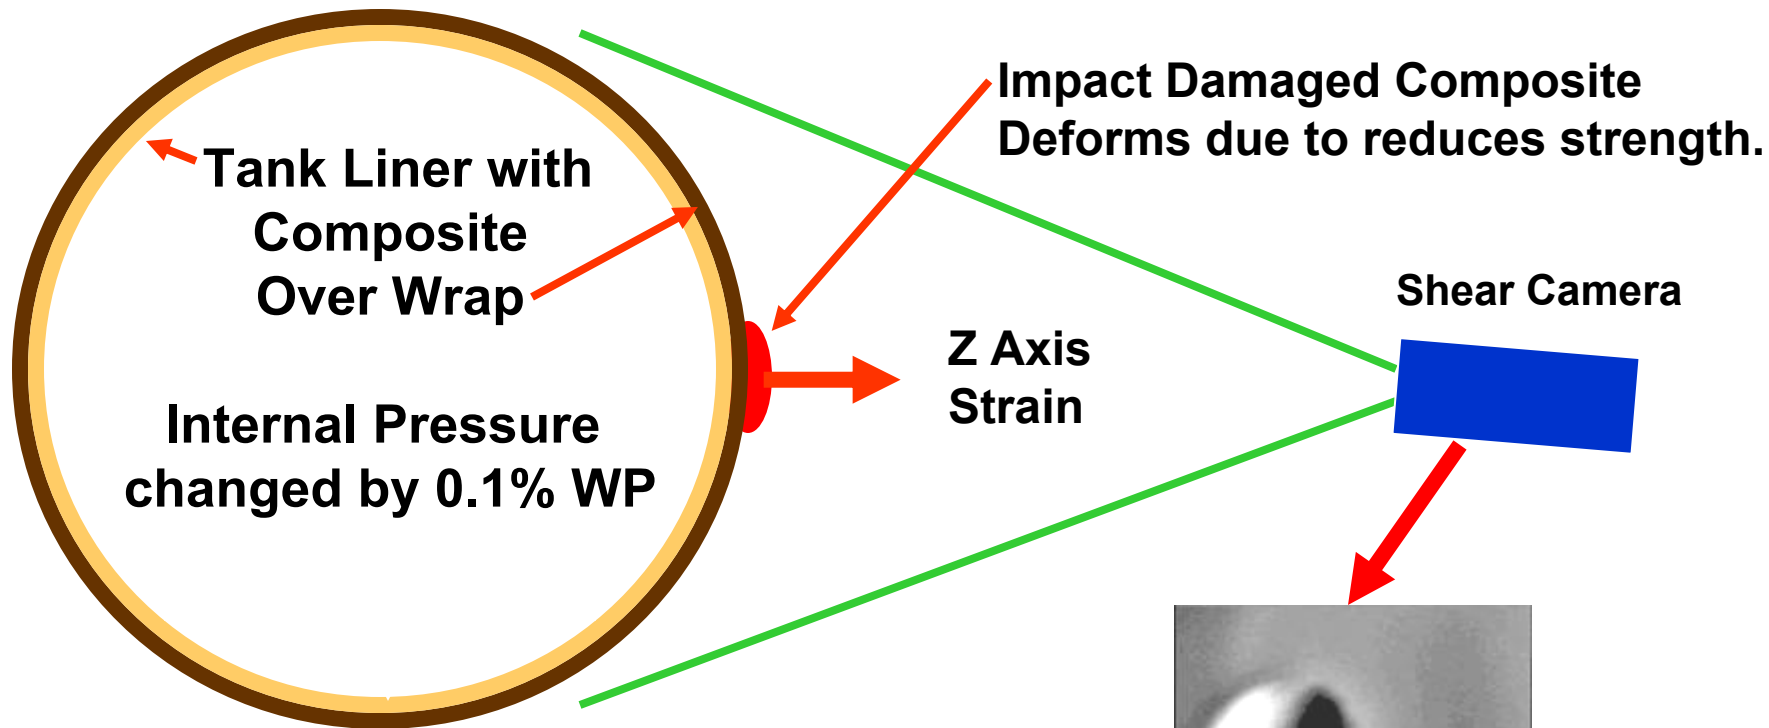 Impact Damaged Composite
Deforms due to reduces strength.
Tank Liner with
Composite
Over Wrap
Shear Camera
Z Axis
Strain
Internal Pressure
changed by 0.1% WP